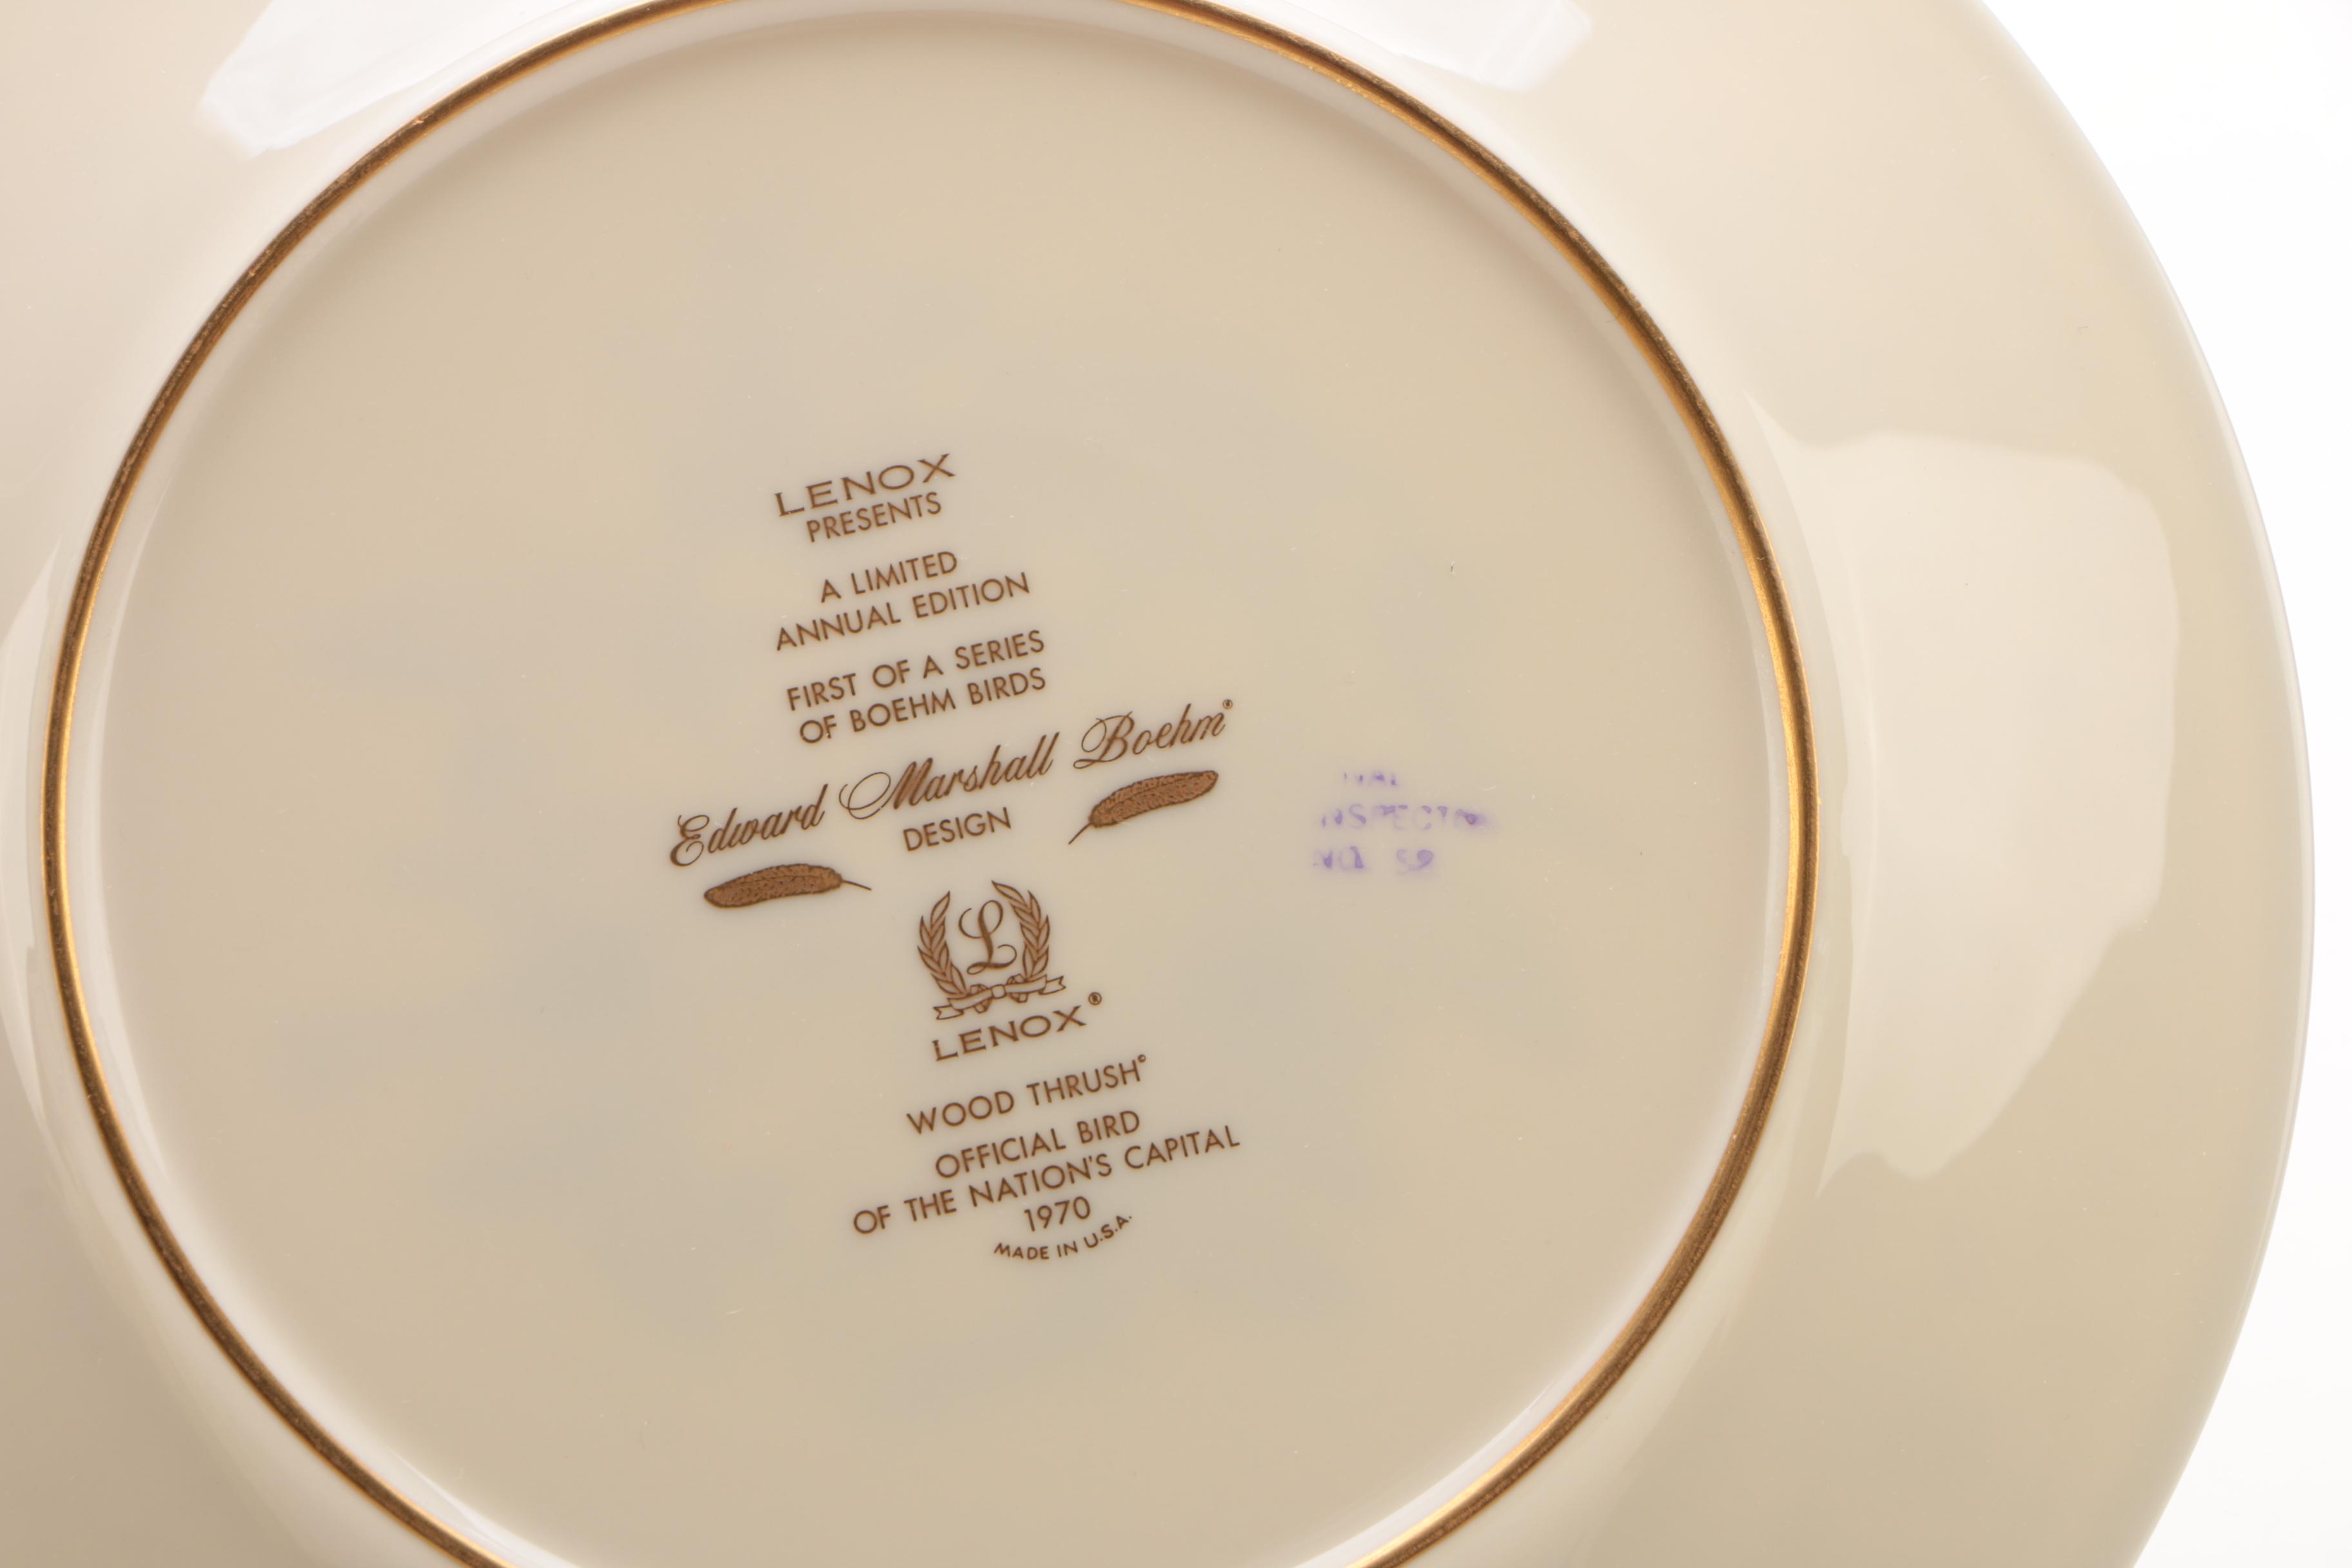 LENOX
PRESENTS
A LIMITED
ANNUAL EDITION
FIRST OF A SERIES
OF BOEHM BIRDS
Edward Marshall Boehm®
DESIGN
L
LENOX®
WOOD THRUSH©
OFFICIAL BIRD
OF THE NATION'S CAPITAL
1970
MADE IN U.S.A.
NO